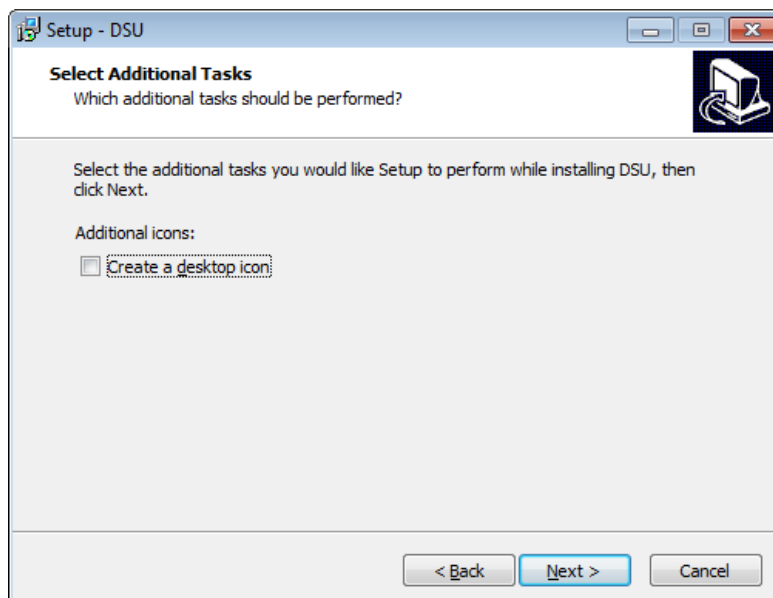 Setup - DSU
Select Additional Tasks
Which additional tasks should be performed?
Select the additional tasks you would like Setup to perform while installing DSU, then
click Next.
Additional icons:
Create a desktop icon
< Back
Next >
Cancel